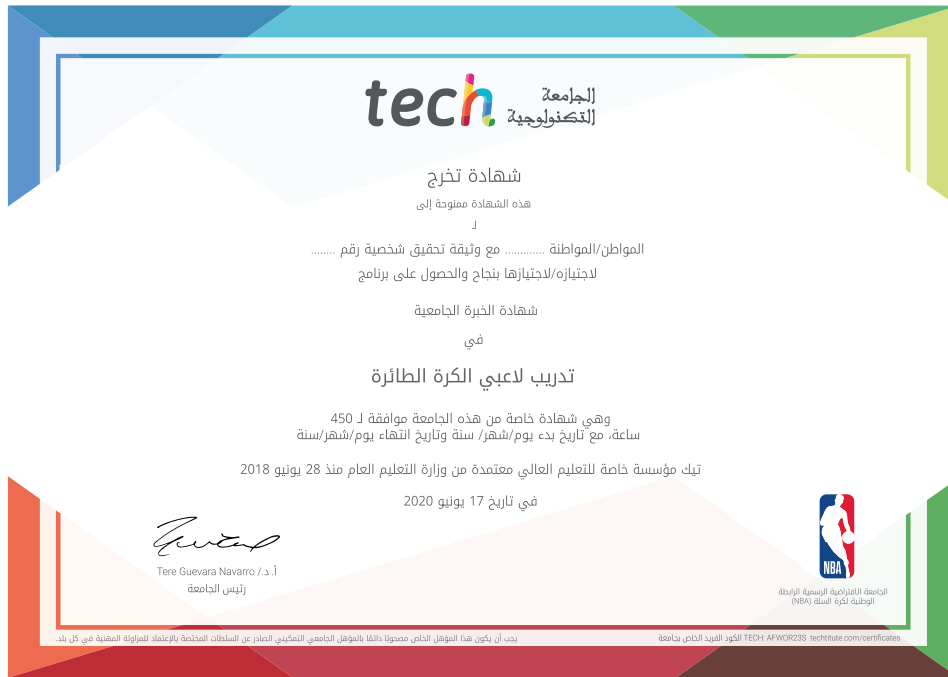 tech الجامعة
التكنولوجية
شهادة تخرج
هذه الشهادة ممنوحة إلى
لـ
المواطن/المواطنة ............. مع وثيقة تحقيق شخصية رقم ........
لاجتيازه/لاجتيازها بنجاح والحصول على برنامج
شهادة الخبرة الجامعية
في
تدريب لاعبي الكرة الطائرة
وهي شهادة خاصة من هذه الجامعة موافقة لـ 450
ساعة، مع تاريخ بدء يوم/شهر/ سنة وتاريخ انتهاء يوم/شهر/سنة
تيك مؤسسة خاصة للتعليم العالي معتمدة من وزارة التعليم العام منذ 28 يونيو 2018
في تاريخ 17 يونيو 2020
NBA
الجامعة الافتراضية الرسمية الرابطة
الوطنية لكرة السلة (NBA)
أ. د./ Tere Guevara Navarro
رئيس الجامعة
الكود الفريد الخاص بجامعة TECH: AFWOR23S techtitute.com/certificates
يجب أن يكون هذا المؤهل الخاص مصحوبًا دائمًا بالمؤهل الجامعي التمكيني الصادر عن السلطات المختصة بالإعتماد للمزاولة المهنية في كل بلد.